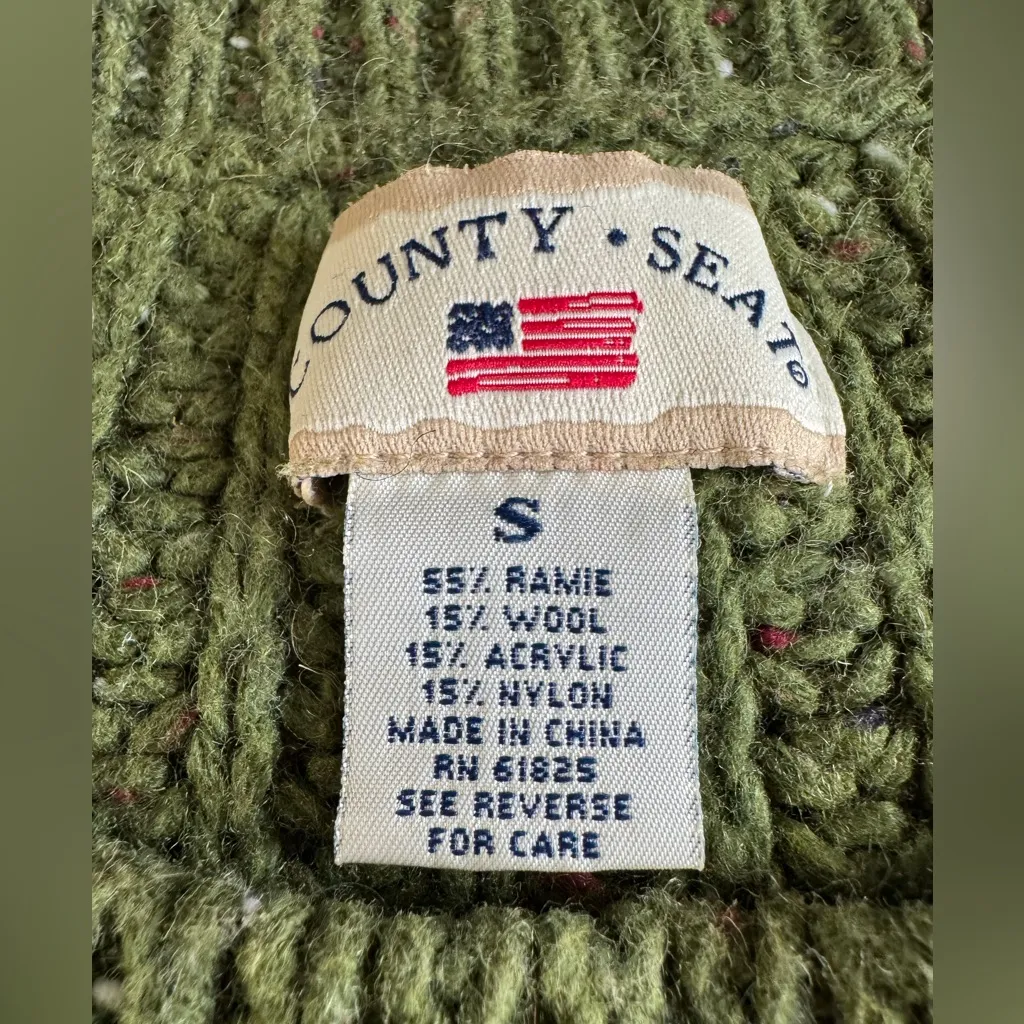 COUNTY • SEAT®
S
55% RAMIE
15% WOOL
15% ACRYLIC
15% NYLON
MADE IN CHINA
RN 61825
SEE REVERSE
FOR CARE